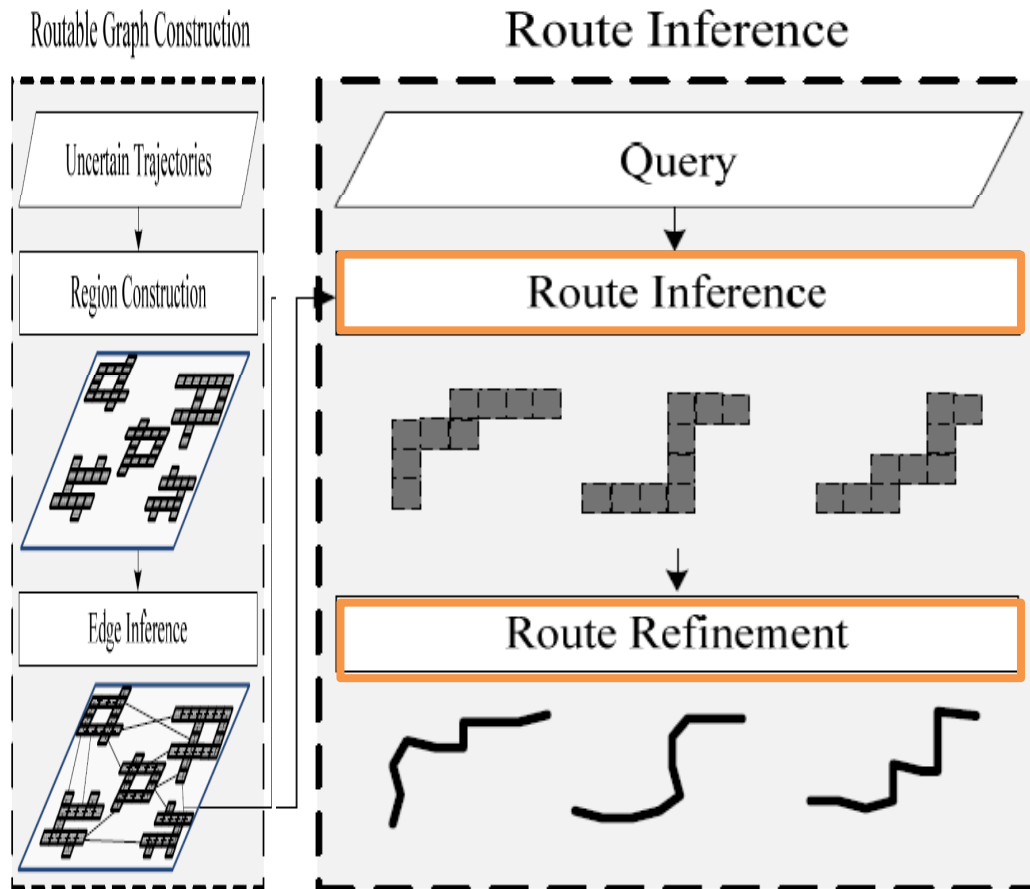 Routable Graph Construction
Uncertain Trajectories
Region Construction
Edge Inference
Route Inference
Query
Route Inference
Route Refinement